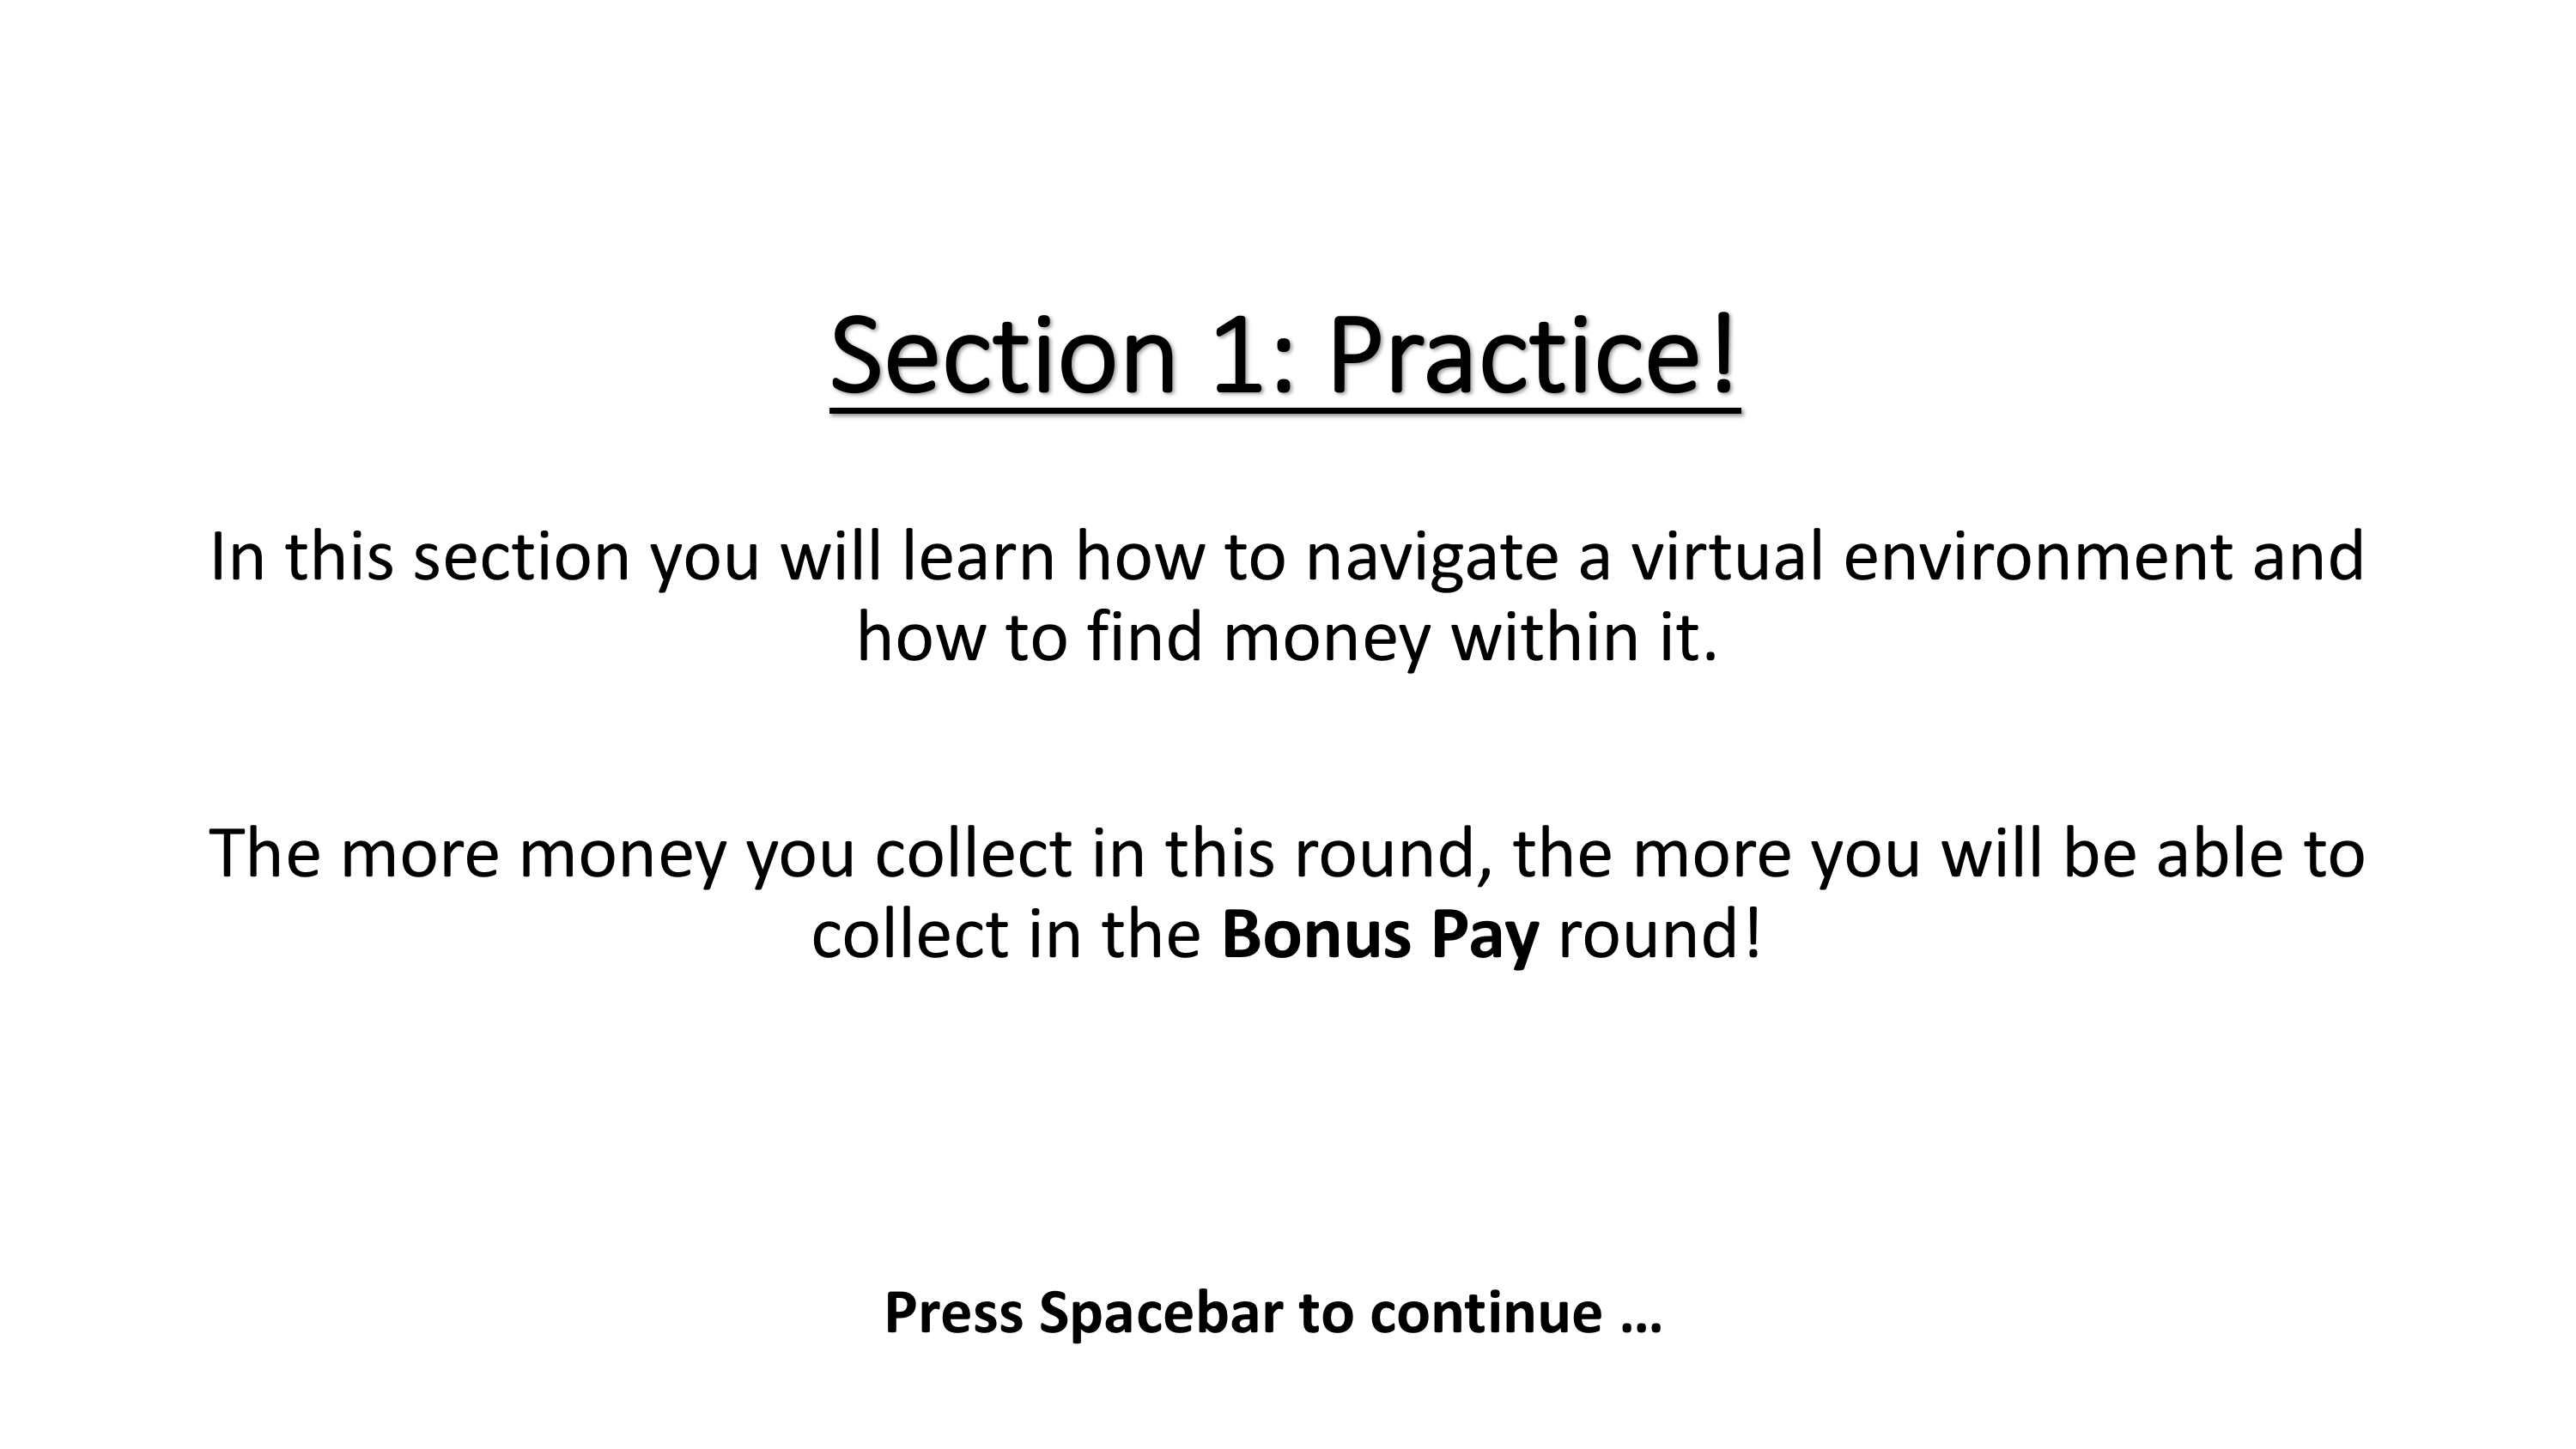 Section 1: Practice!
In this section you will learn how to navigate a virtual environment and
how to find money within it.
The more money you collect in this round, the more you will be able to
collect in the Bonus Pay round!
Press Spacebar to continue …